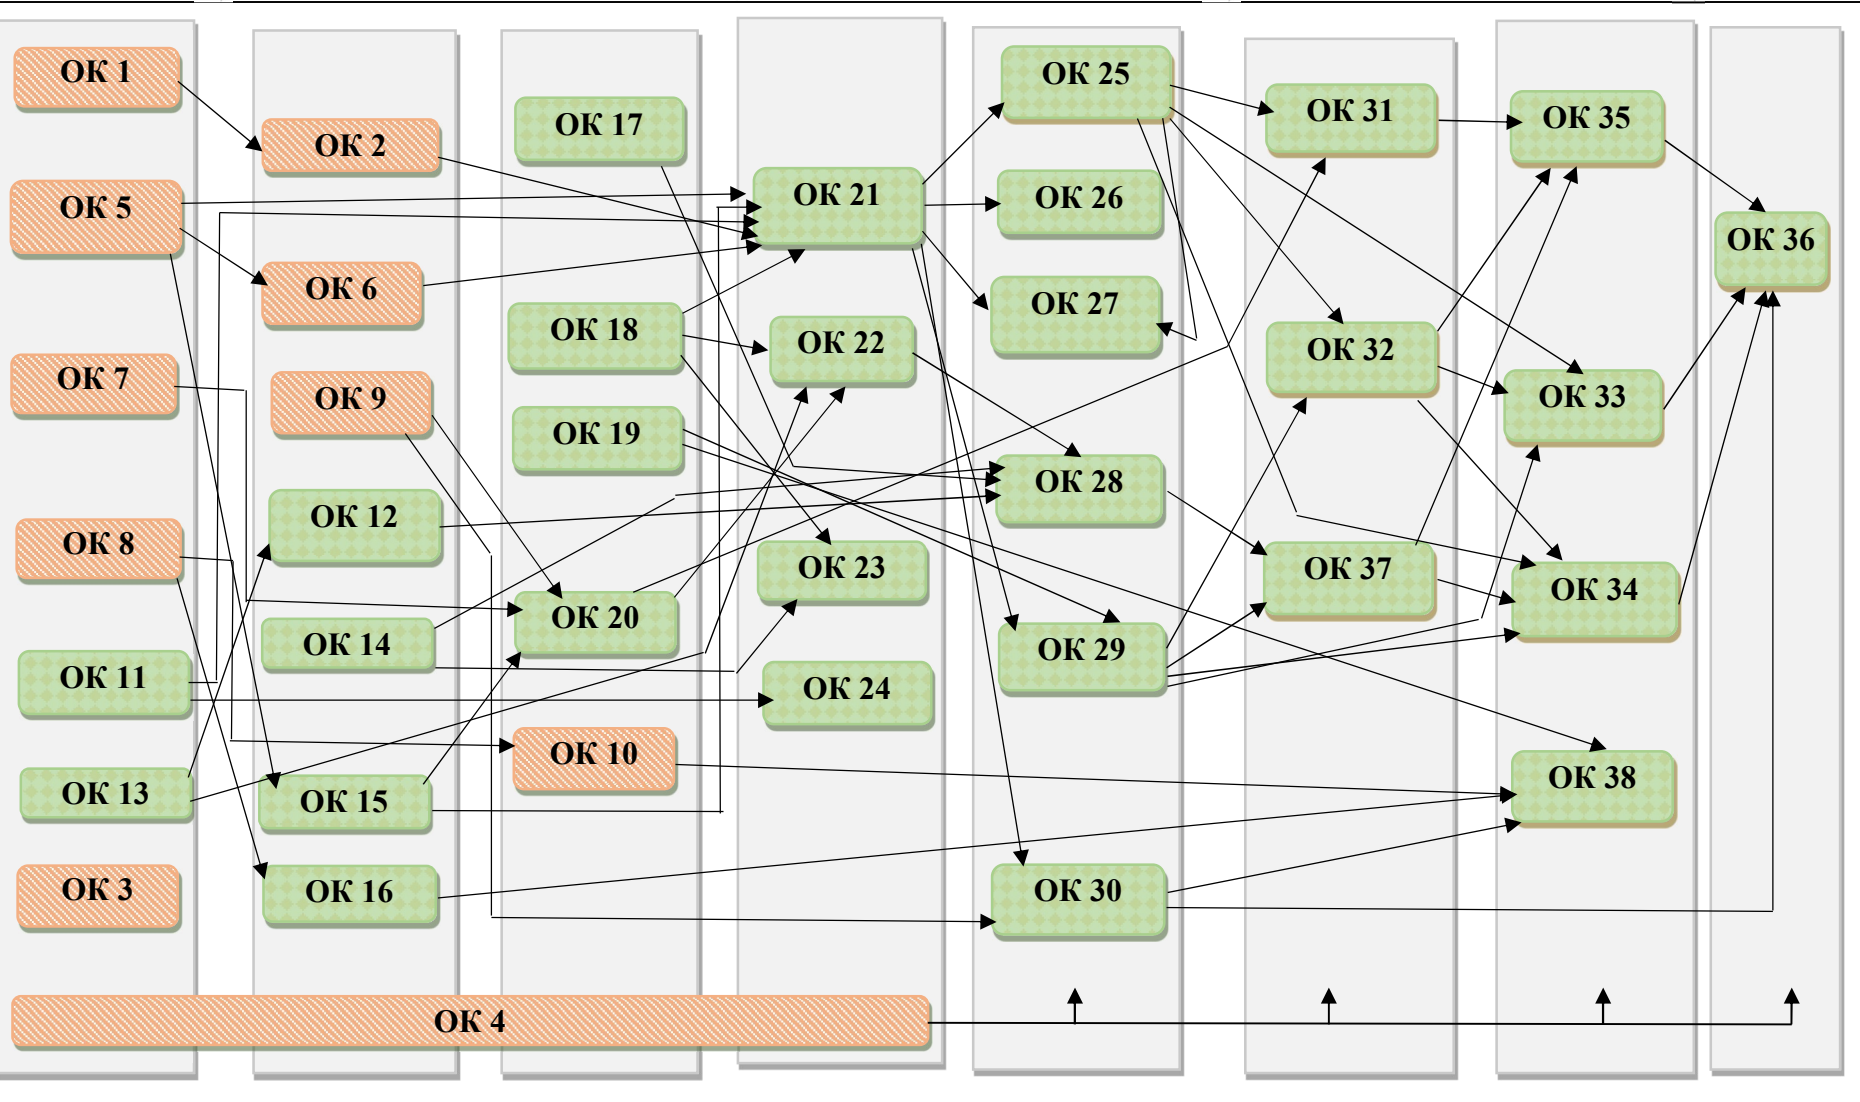 ОК 1
ОК 5
ОК 7
ОК 8
ОК 11
ОК 13
ОК 3
ОК 2
ОК 6
ОК 9
ОК 12
ОК 14
ОК 15
ОК 16
ОК 17
ОК 18
ОК 19
ОК 20
ОК 10
ОК 21
ОК 22
ОК 23
ОК 24
ОК 25
ОК 26
ОК 27
ОК 28
ОК 29
ОК 30
ОК 31
ОК 32
ОК 37
ОК 35
ОК 33
ОК 34
ОК 38
ОК 36
ОК 4